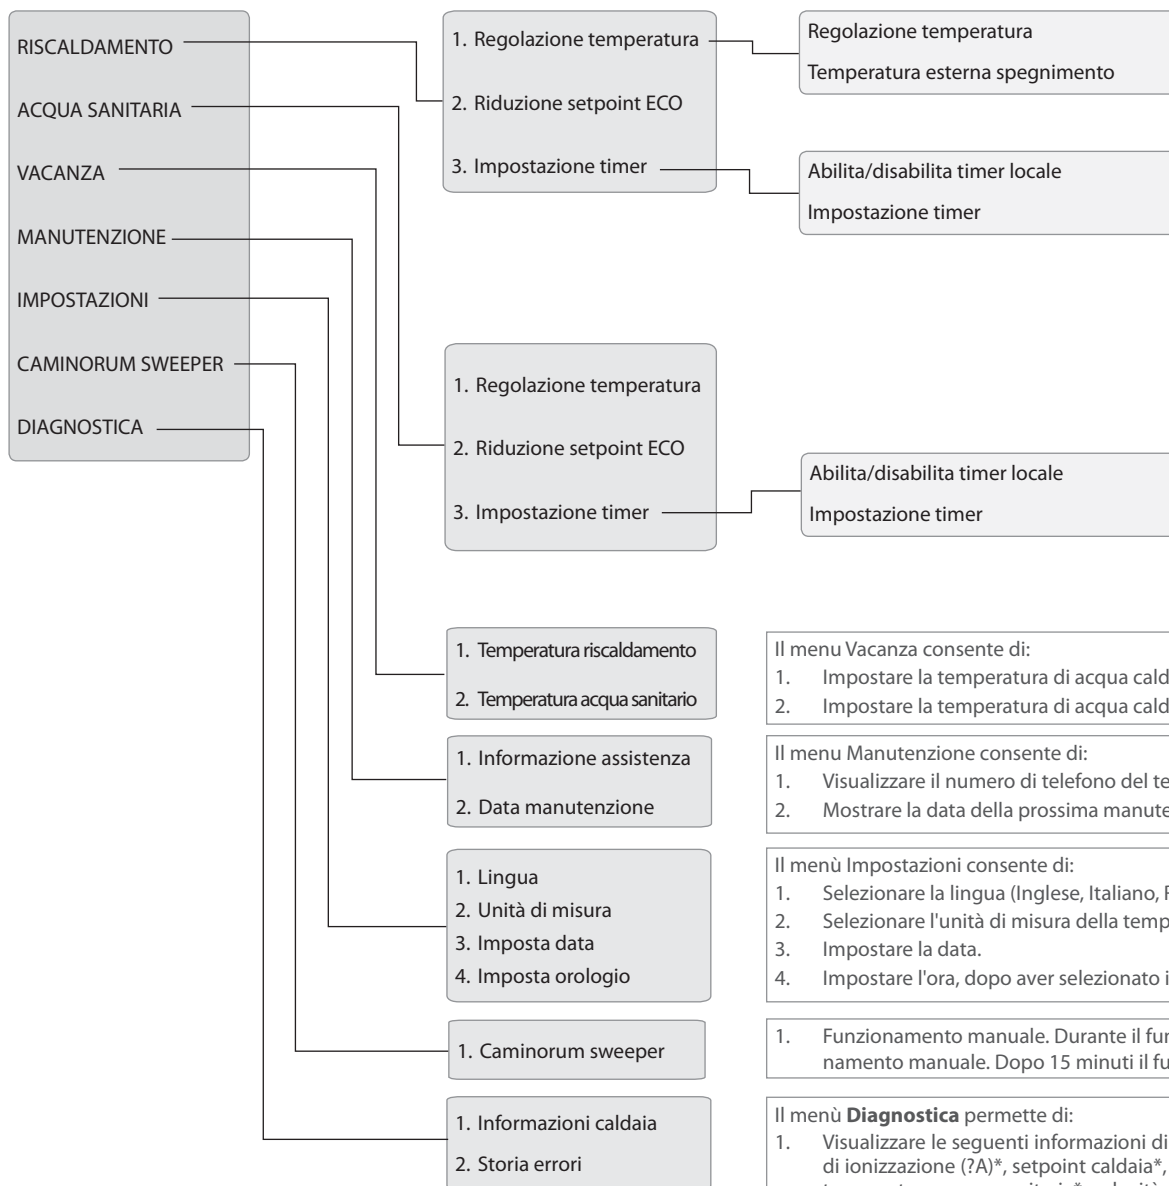 RISCALDAMENTO
ACQUA SANITARIA
VACANZA
MANUTENZIONE
IMPOSTAZIONI
CAMINORUM SWEEPER
DIAGNOSTICA
1. Regolazione temperatura
2. Riduzione setpoint ECO
3. Impostazione timer
Regolazione temperatura
Temperatura esterna spegnimento
Abilita/disabilita timer locale
Impostazione timer
1. Regolazione temperatura
2. Riduzione setpoint ECO
3. Impostazione timer
Abilita/disabilita timer locale
Impostazione timer
1. Temperatura riscaldamento
2. Temperatura acqua sanitario
Il menu Vacanza consente di:
1. Impostare la temperatura di acqua cald
2. Impostare la temperatura di acqua cald
1. Informazione assistenza
2. Data manutenzione
Il menu Manutenzione consente di:
1. Visualizzare il numero di telefono del te
2. Mostrare la data della prossima manute
1. Lingua
2. Unità di misura
3. Imposta data
4. Imposta orologio
Il menù Impostazioni consente di:
1. Selezionare la lingua (Inglese, Italiano, F
2. Selezionare l'unità di misura della temp
3. Impostare la data.
4. Impostare l'ora, dopo aver selezionato i
1. Caminorum sweeper
1. Funzionamento manuale. Durante il fun
namento manuale. Dopo 15 minuti il fu
1. Informazioni caldaia
2. Storia errori
Il menù Diagnostica permette di:
1. Visualizzare le seguenti informazioni di
di ionizzazione (?A)*, setpoint caldaia*,